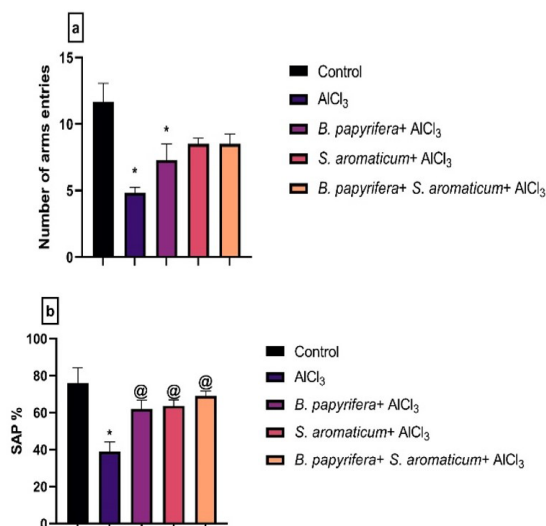 a
15
10
5
0
Number of arms entries
*
*
Control
AlCl₃
B. papyrifera+ AlCl₃
S. aromaticum+ AlCl₃
B. papyrifera+ S. aromaticum+ AlCl₃
b
100
80
60
40
20
0
SAP %
*
@
@
@
Control
AlCl₃
B. papyrifera+ AlCl₃
S. aromaticum+ AlCl₃
B. papyrifera+ S. aromaticum+ AlCl₃